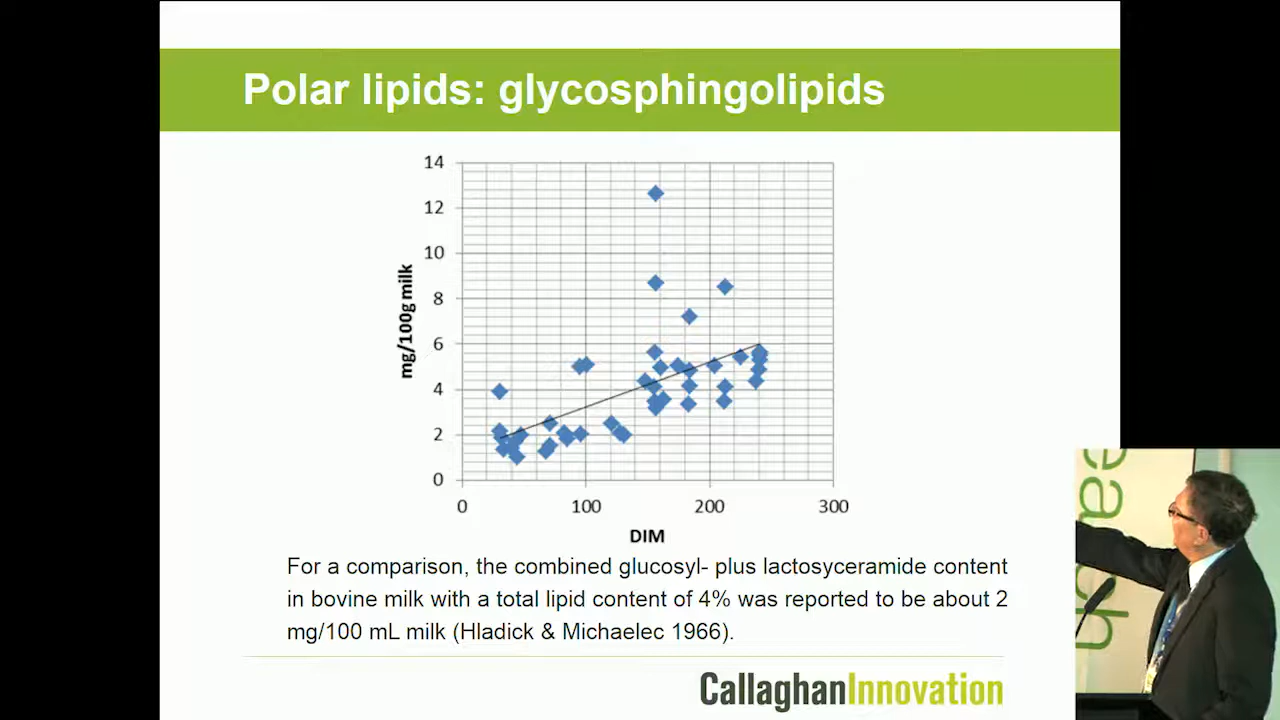 Polar lipids: glycosphingolipids
14
12
10
8
6
4
2
0
mg/100g milk
0 100 200 300
DIM
For a comparison, the combined glucosyl- plus lactosyceramide content
in bovine milk with a total lipid content of 4% was reported to be about 2
mg/100 mL milk (Hladick & Michaelec 1966).
CallaghanInnovation